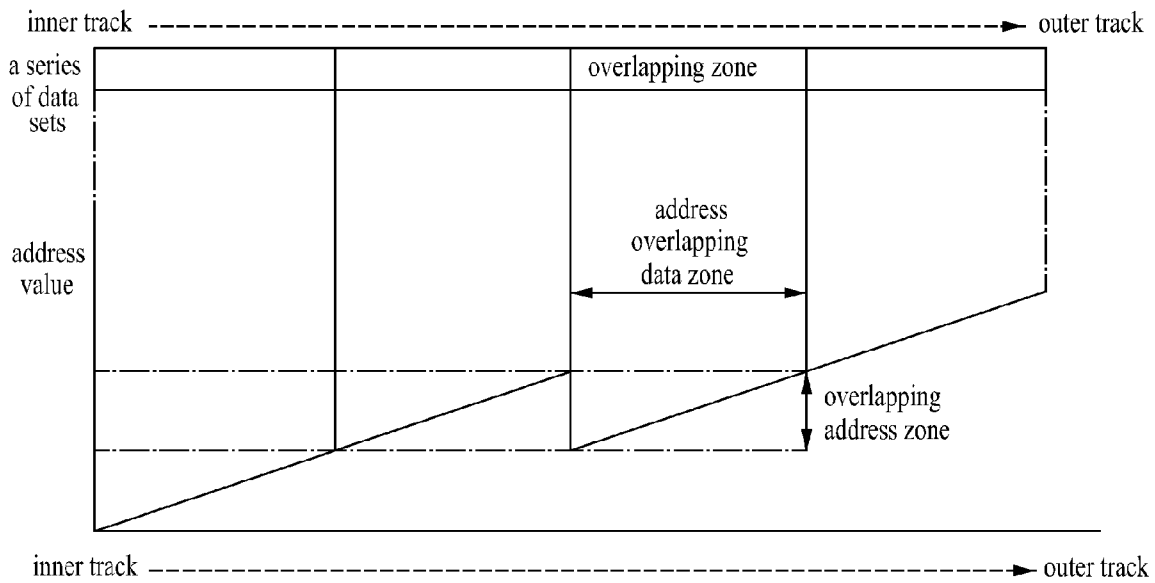 inner track
outer track
a series
of data
sets
overlapping zone
address
overlapping
data zone
address
value
overlapping
address zone
inner track
outer track